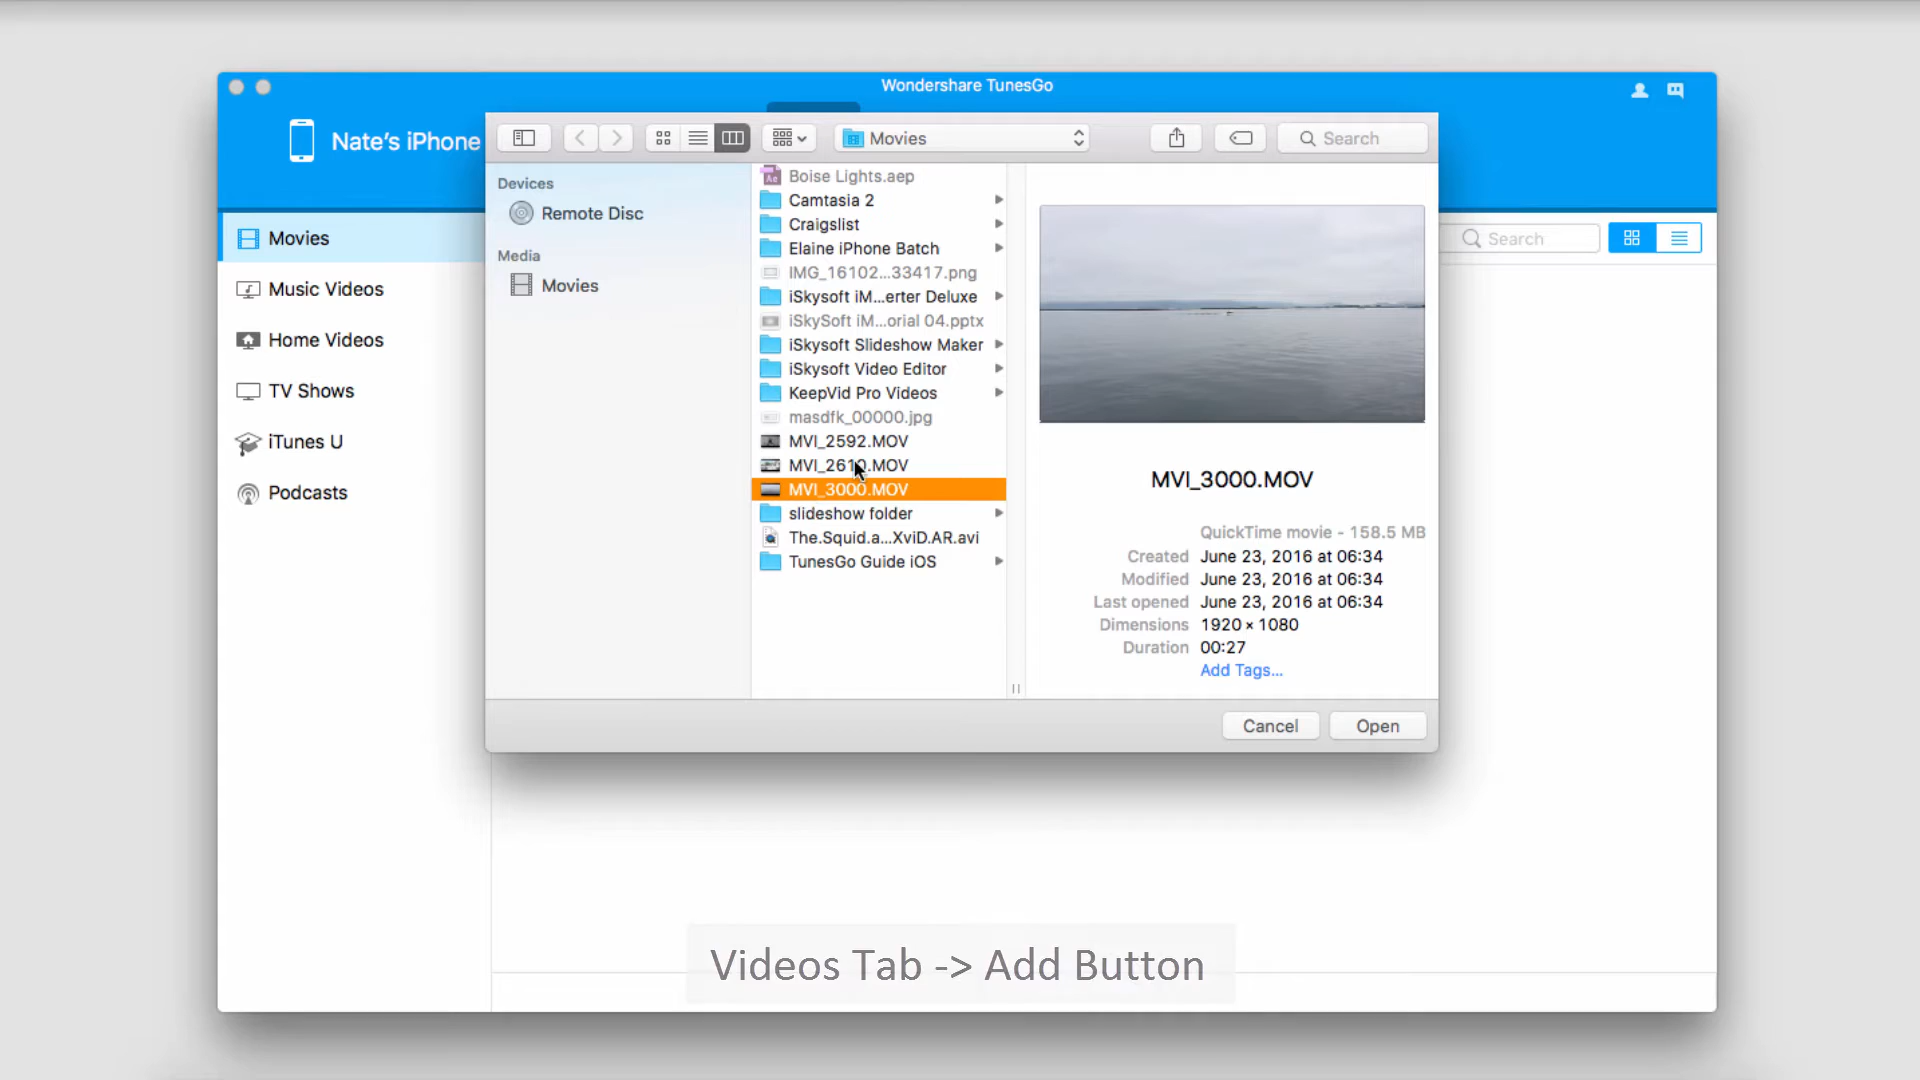 Wondershare TunesGo
Nate's iPhone
Movies
Search
Devices
Remote Disc
Media
Movies
Boise Lights.aep
Camtasia 2
Craigslist
Elaine iPhone Batch
IMG_16102...33417.png
iSkysoft iM...erter Deluxe
iSkySoft iM...orial 04.pptx
iSkysoft Slideshow Maker
iSkysoft Video Editor
KeepVid Pro Videos
masdfk_00000.jpg
MVI_2592.MOV
MVI_2610.MOV
MVI_3000.MOV
slideshow folder
The.Squid.a...XviD.AR.avi
TunesGo Guide iOS
MVI_3000.MOV
QuickTime movie - 158.5 MB
Created June 23, 2016 at 06:34
Modified June 23, 2016 at 06:34
Last opened June 23, 2016 at 06:34
Dimensions 1920 × 1080
Duration 00:27
Add Tags...
Cancel
Open
Movies
Music Videos
Home Videos
TV Shows
iTunes U
Podcasts
Search
Videos Tab -> Add Button